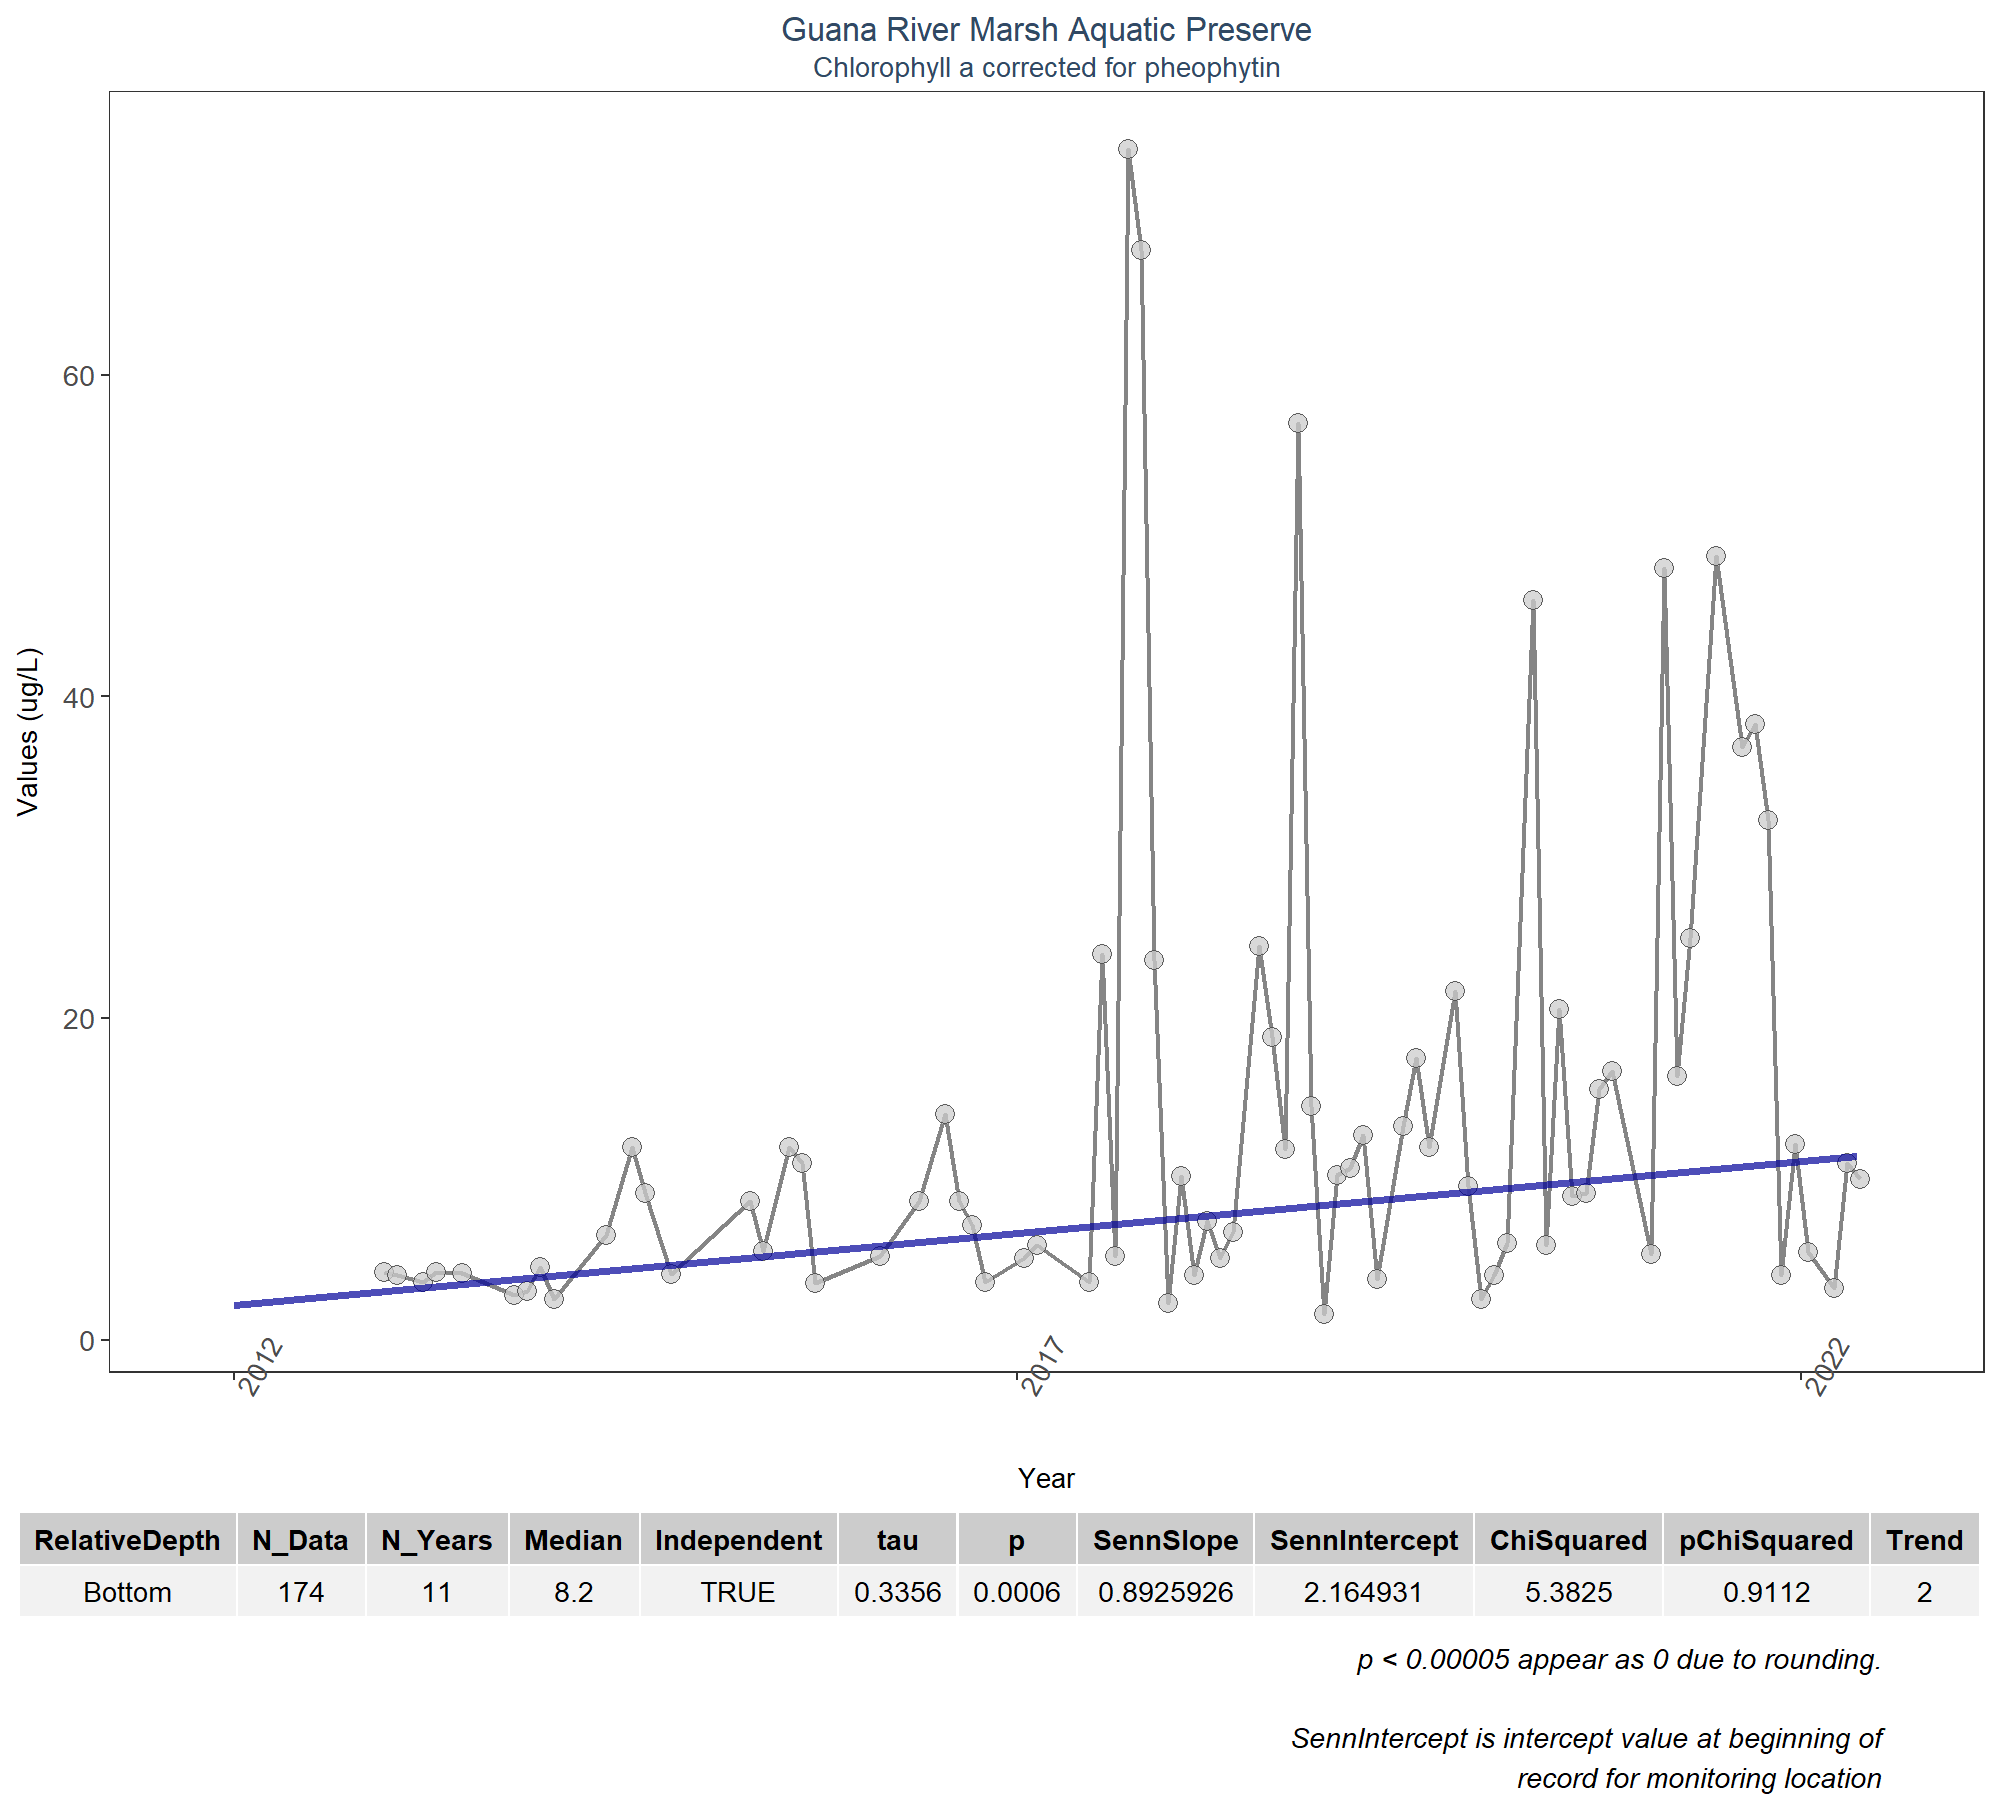 Guana River Marsh Aquatic Preserve
Chlorophyll a corrected for pheophytin
Values (ug/L)
60
40
20
0
2012
2017
2022
Year
RelativeDepth N_Data N_Years Median Independent tau p SennSlope SennIntercept ChiSquared pChiSquared Trend
Bottom 174 11 8.2 TRUE 0.3356 0.0006 0.8925926 2.164931 5.3825 0.9112 2
p < 0.00005 appear as 0 due to rounding.
SennIntercept is intercept value at beginning of
record for monitoring location